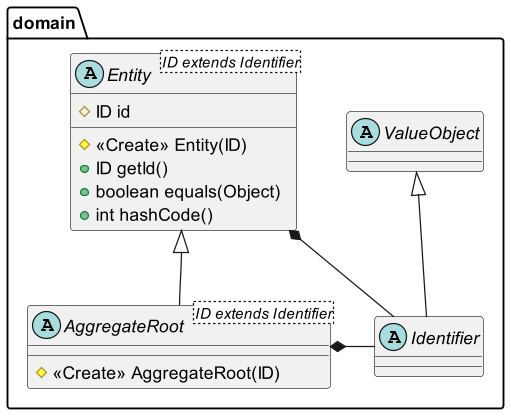 domain
A Entity
ID extends Identifier
ID id
«Create» Entity(ID)
ID getId()
boolean equals(Object)
int hashCode()
A ValueObject
A AggregateRoot
ID extends Identifier
«Create» AggregateRoot(ID)
A Identifier